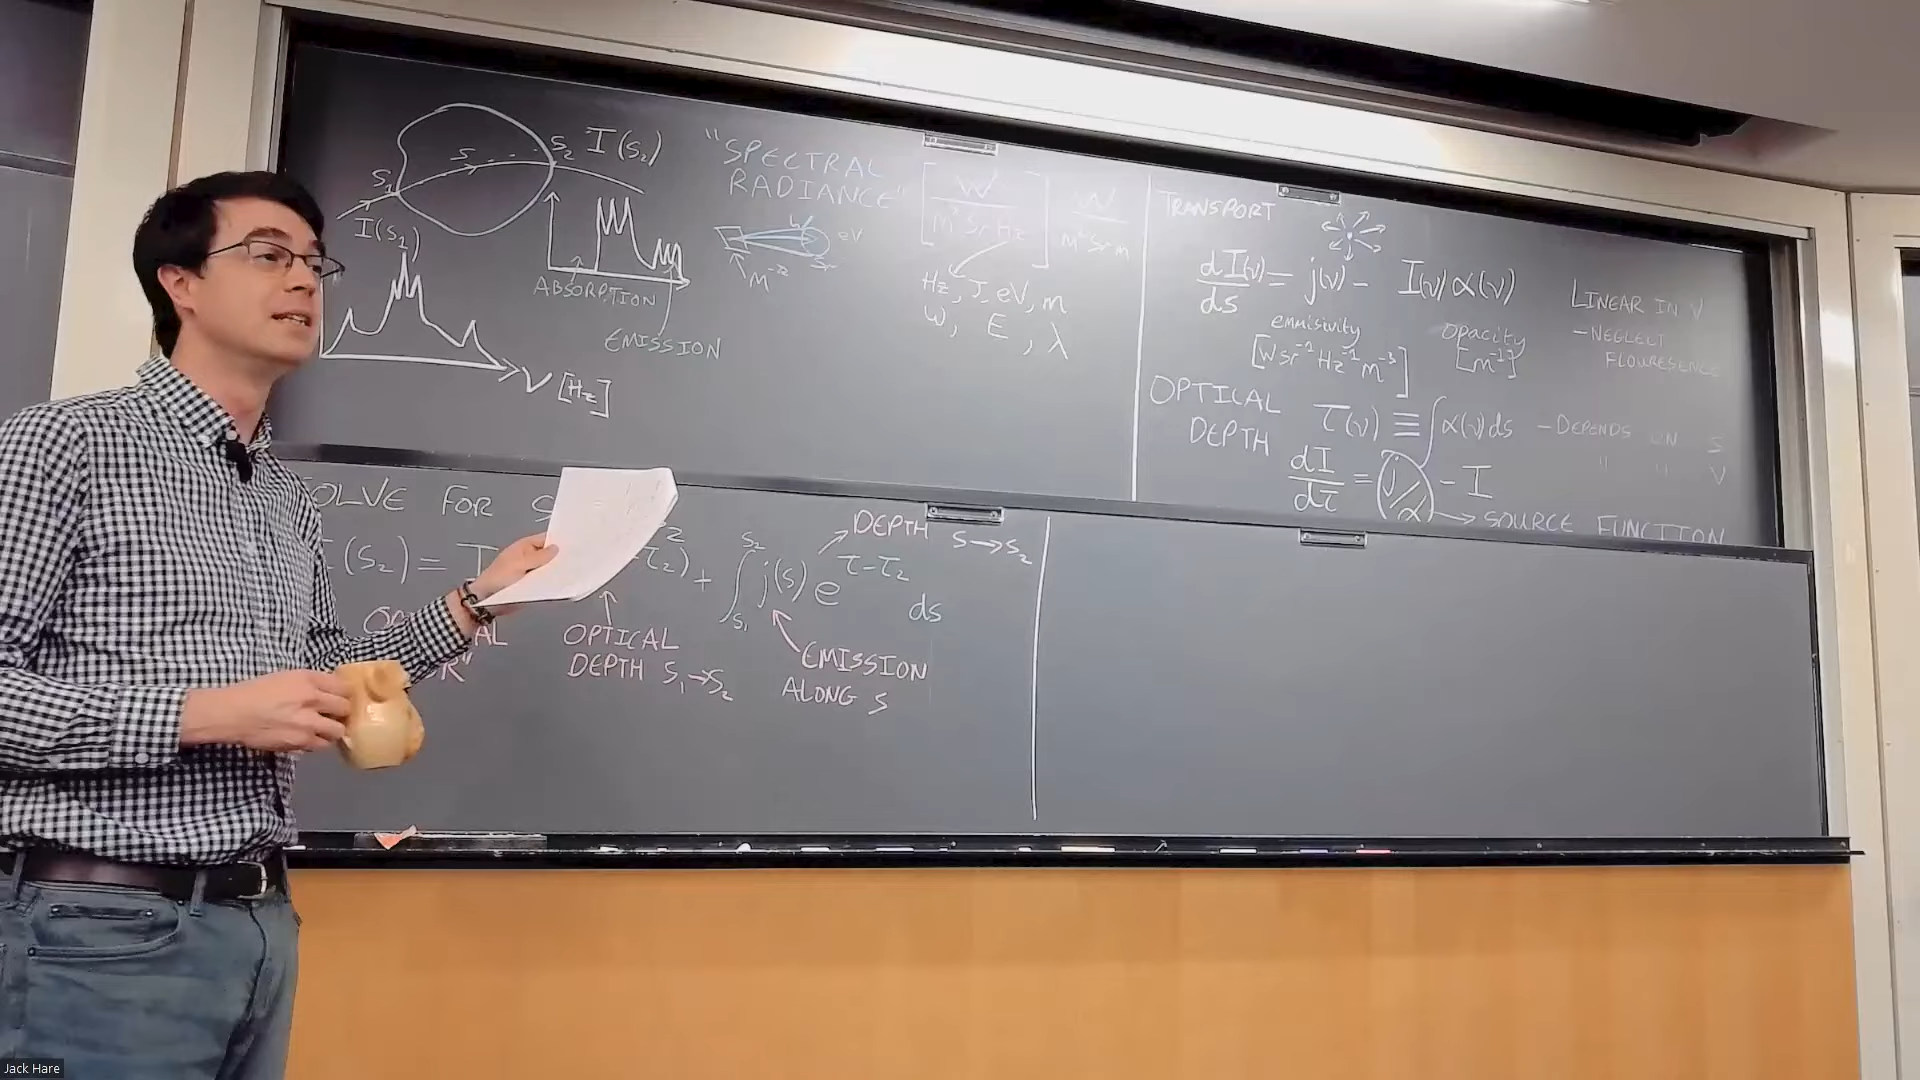 S₁
S
S₂ I(S₂)
I(S₁)
ABSORPTION
EMISSION
ν [Hz]
"SPECTRAL
RADIANCE"
[W / m² Sr Hz]
W / m² Sr m
eV
Sr
m⁻²
Hz, J, eV, m
ω, E, λ
TRANSPORT
dI(ν)/ds = j(ν) - I(ν) α(ν)
emmisivity
[W sr⁻¹ Hz⁻¹ m⁻³]
opacity
[m⁻¹]
LINEAR IN ν
- NEGLECT
FLOURESENCE
OPTICAL
DEPTH
τ(ν) ≡ ∫α(ν)ds
- DEPENDS ON S
" " ν
dI/dτ = j/α - I
→ SOURCE FUNCTION
OLVE FOR S
(S₂) =
τ₂) + ∫ S₁ S₂ j(s) e^(τ-τ₂) ds
DEPTH S→S₂
OPTICAL
DEPTH S₁→S₂
EMISSION
ALONG S
Jack Hare